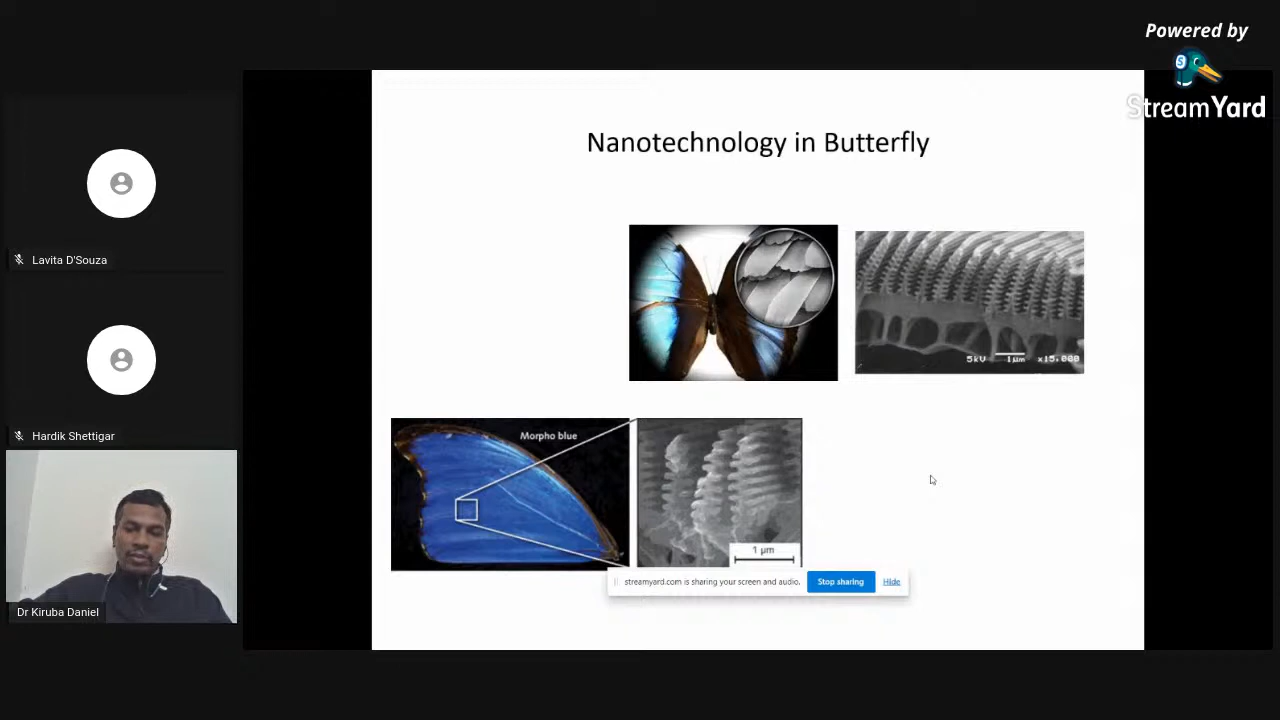 Powered by
StreamYard
Nanotechnology in Butterfly
5kV 1μm x15,000
Morpho blue
1 μm
streamyard.com is sharing your screen and audio. Stop sharing Hide
Lavita D'Souza
Hardik Shettigar
Dr Kiruba Daniel